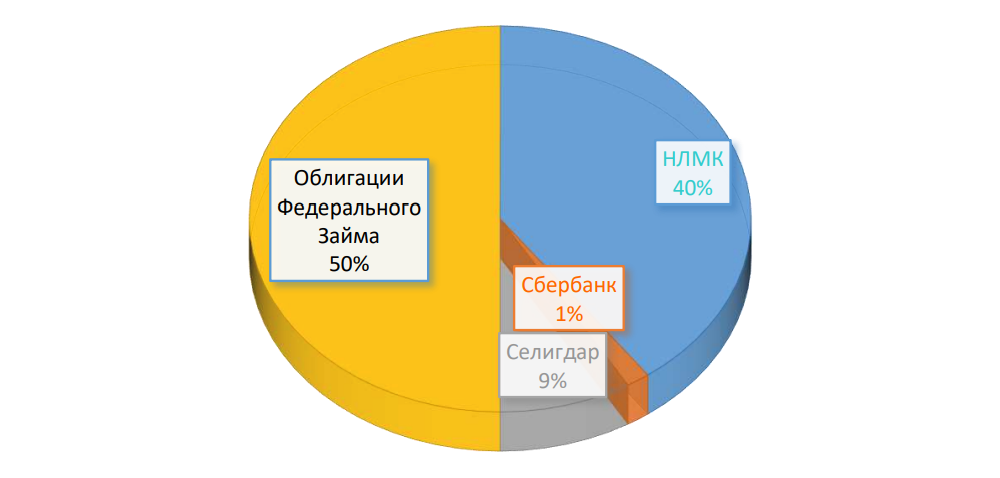 НЛМК
40%
Облигации
Федерального
Займа
50%
Сбербанк
1%
Селигдар
9%